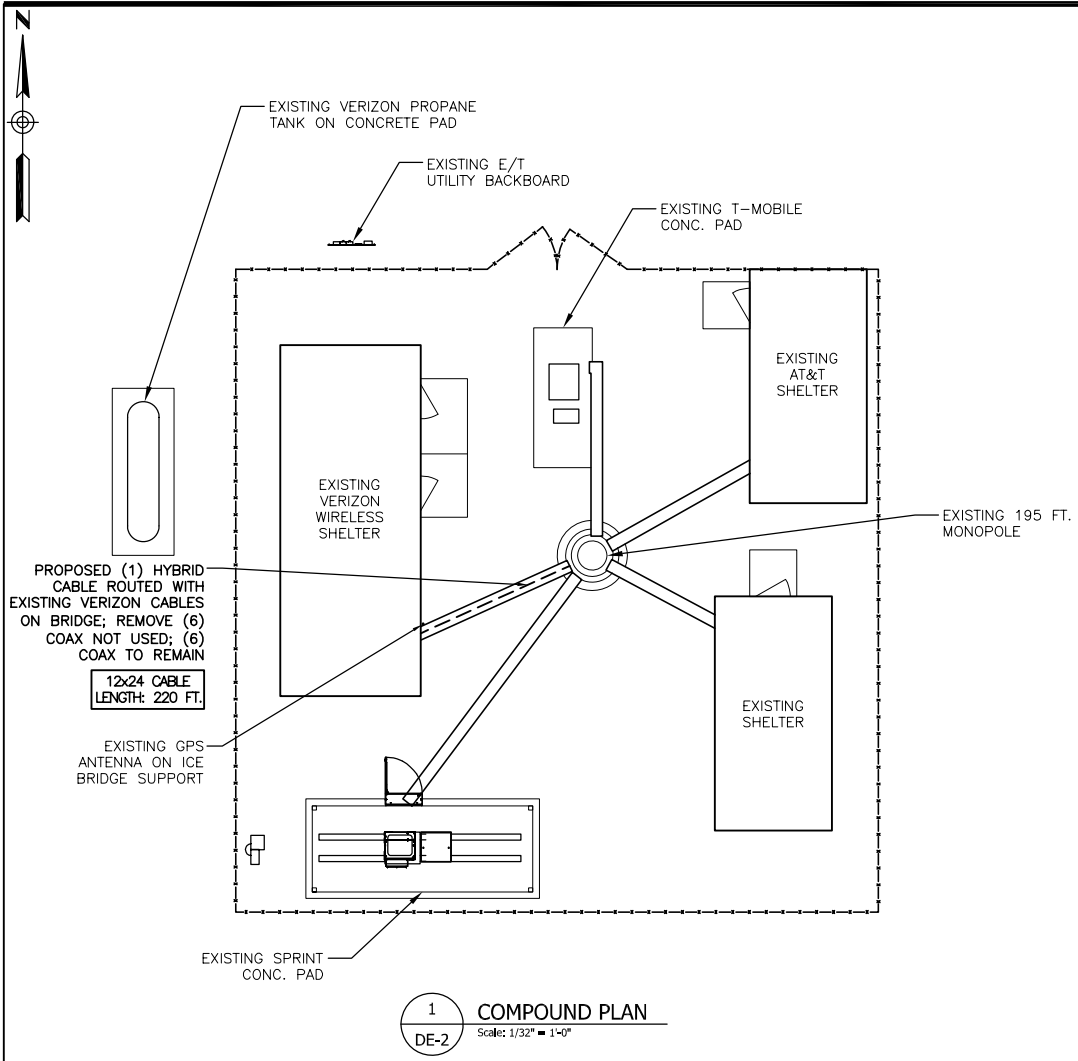 N
EXISTING VERIZON PROPANE
TANK ON CONCRETE PAD
EXISTING E/T
UTILITY BACKBOARD
EXISTING T-MOBILE
CONC. PAD
EXISTING
AT&T
SHELTER
EXISTING
VERIZON
WIRELESS
SHELTER
EXISTING 195 FT.
MONOPOLE
PROPOSED (1) HYBRID
CABLE ROUTED WITH
EXISTING VERIZON CABLES
ON BRIDGE; REMOVE (6)
COAX NOT USED; (6)
COAX TO REMAIN
12x24 CABLE
LENGTH: 220 FT.
EXISTING
SHELTER
EXISTING GPS
ANTENNA ON ICE
BRIDGE SUPPORT
EXISTING SPRINT
CONC. PAD
1
DE-2
COMPOUND PLAN
Scale: 1/32" = 1'-0"